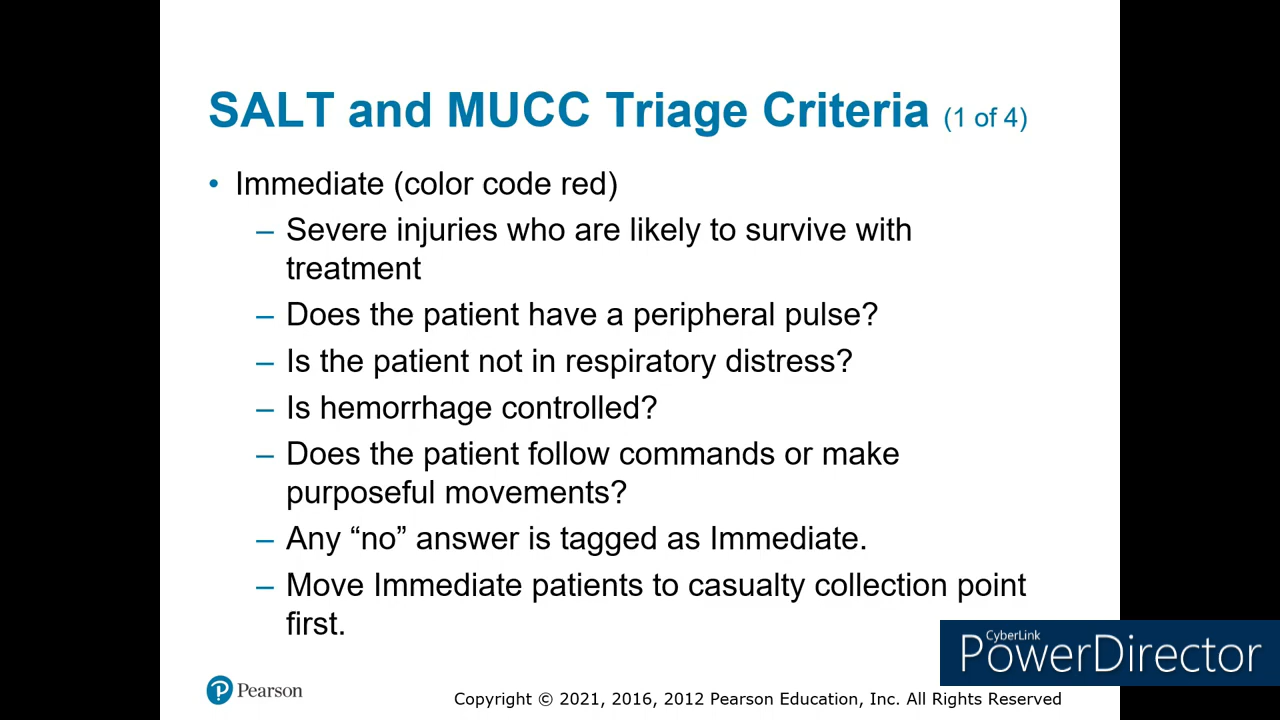 SALT and MUCC Triage Criteria (1 of 4)
• Immediate (color code red)
– Severe injuries who are likely to survive with
treatment
– Does the patient have a peripheral pulse?
– Is the patient not in respiratory distress?
– Is hemorrhage controlled?
– Does the patient follow commands or make
purposeful movements?
– Any “no” answer is tagged as Immediate.
– Move Immediate patients to casualty collection point
first.
CyberLink
PowerDirector
P Pearson
Copyright © 2021, 2016, 2012 Pearson Education, Inc. All Rights Reserved